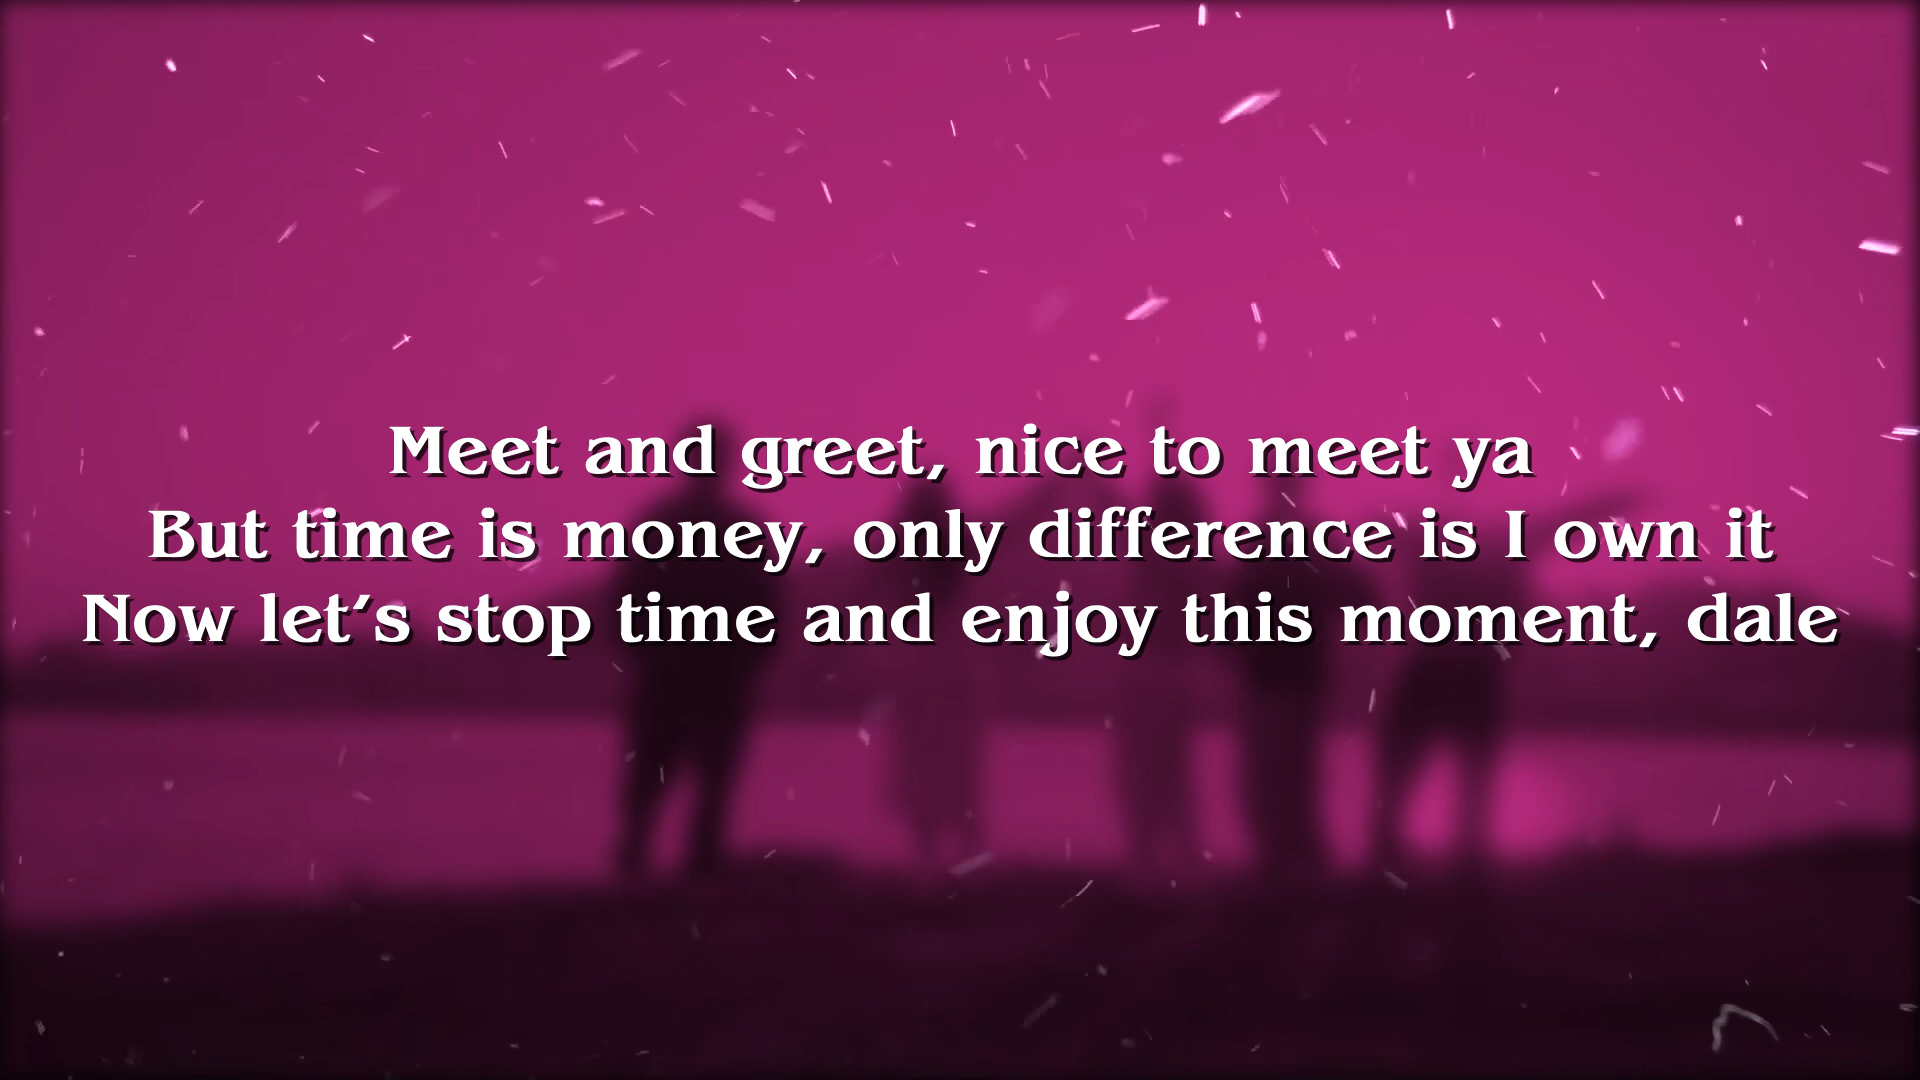 Meet and greet, nice to meet ya
But time is money, only difference is I own it
Now let's stop time and enjoy this moment, dale